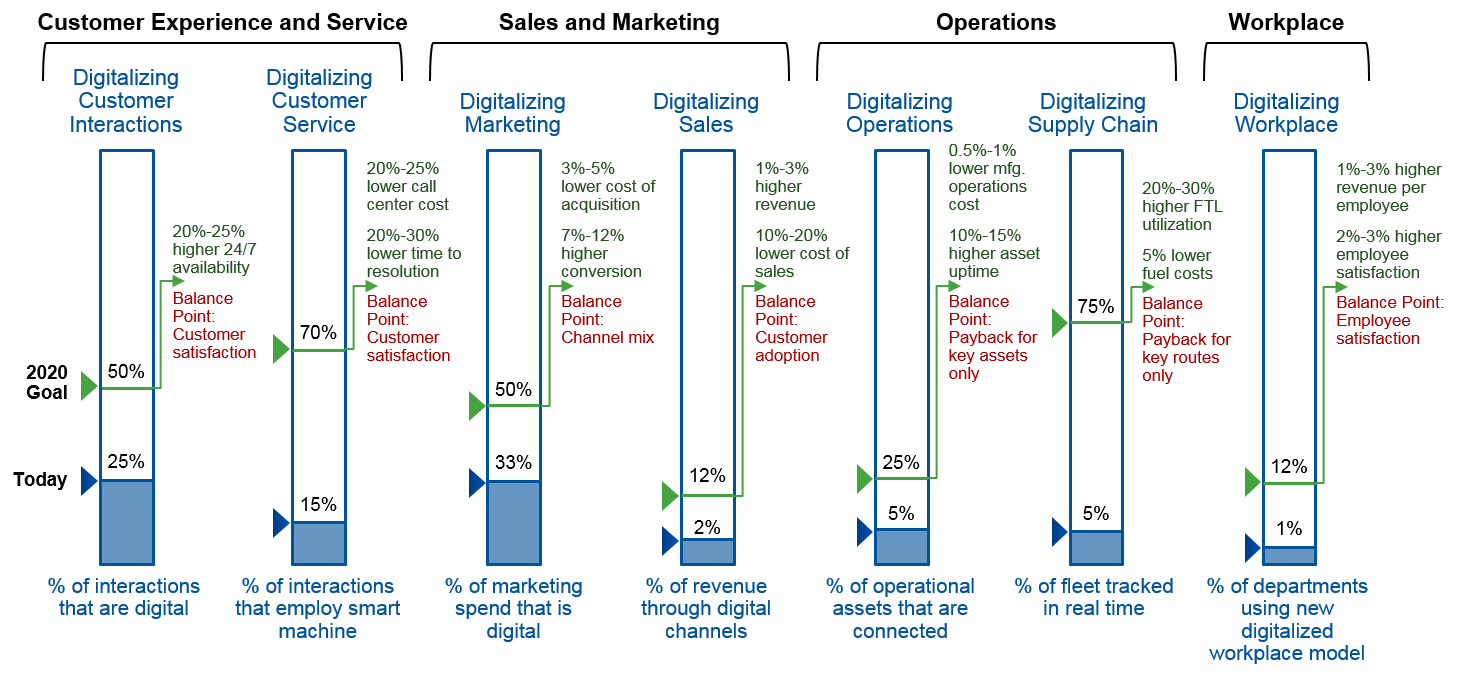 Customer Experience and Service
Sales and Marketing
Operations
Workplace
Digitalizing
Customer
Interactions
Digitalizing
Customer
Service
Digitalizing
Marketing
Digitalizing
Sales
Digitalizing
Operations
Digitalizing
Supply Chain
Digitalizing
Workplace
2020
Goal
Today
50%
25%
20%-25%
higher 24/7
availability
Balance
Point:
Customer
satisfaction
% of interactions
that are digital
70%
15%
20%-25%
lower call
center cost
20%-30%
lower time to
resolution
Balance
Point:
Customer
satisfaction
% of interactions
that employ smart
machine
50%
33%
3%-5%
lower cost of
acquisition
7%-12%
higher
conversion
Balance
Point:
Channel mix
% of marketing
spend that is
digital
12%
2%
1%-3%
higher
revenue
10%-20%
lower cost of
sales
Balance
Point:
Customer
adoption
% of revenue
through digital
channels
25%
5%
0.5%-1%
lower mfg.
operations
cost
10%-15%
higher asset
uptime
Balance
Point:
Payback for
key assets
only
% of operational
assets that are
connected
75%
5%
20%-30%
higher FTL
utilization
5% lower
fuel costs
Balance
Point:
Payback for
key routes
only
% of fleet tracked
in real time
12%
1%
1%-3% higher
revenue per
employee
2%-3% higher
employee
satisfaction
Balance Point:
Employee
satisfaction
% of departments
using new
digitalized
workplace model